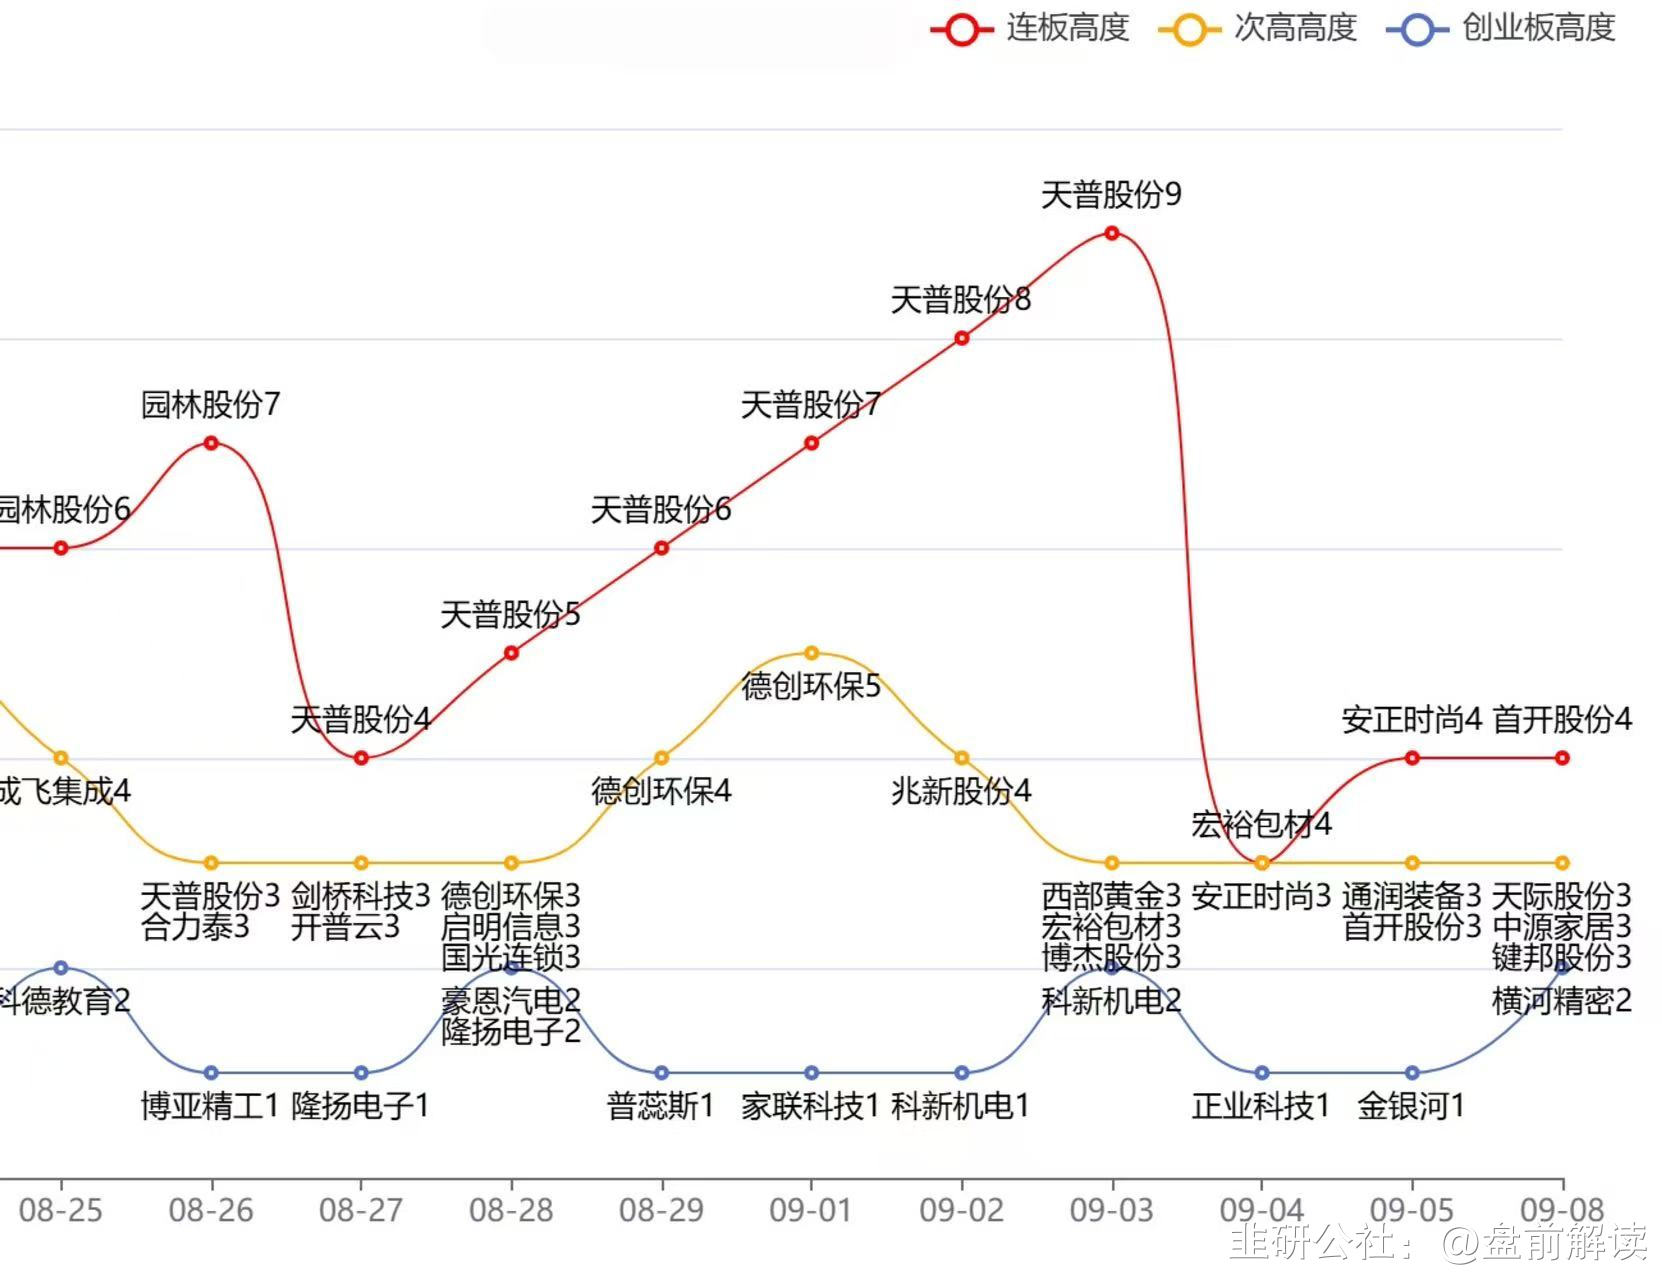 连板高度 次高高度 创业板高度
天普股份9
天普股份8
园林股份7
天普股份7
园林股份6
天普股份6
天普股份5
德创环保5
天普股份4
安正时尚4
首开股份4
成飞集成4
德创环保4
兆新股份4
宏裕包材4
天普股份3
合力泰3
剑桥科技3
开普云3
德创环保3
启明信息3
国光连锁3
西部黄金3
宏裕包材3
博杰股份3
安正时尚3
通润装备3
首开股份3
天际股份3
中源家居3
键邦股份3
科德教育2
豪恩汽电2
隆扬电子2
科新机电2
横河精密2
博亚精工1
隆扬电子1
普蕊斯1
家联科技1
科新机电1
正业科技1
金银河1
08-25 08-26 08-27 08-28 08-29 09-01 09-02 09-03 09-04 09-05 09-08
韭研公社：@盘前解读